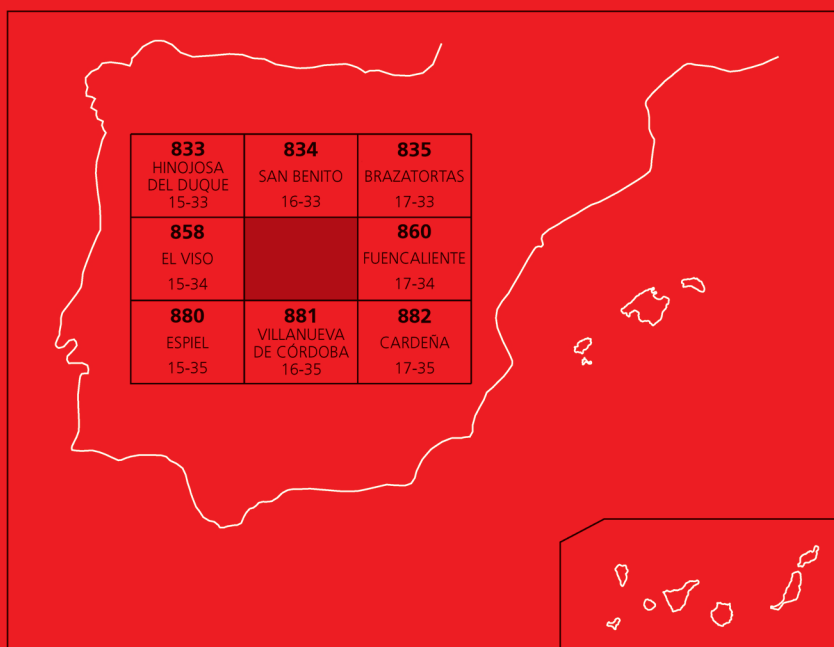 833
HINOJOSA
DEL DUQUE
15-33
834
SAN BENITO
16-33
835
BRAZATORTAS
17-33
858
EL VISO
15-34
860
FUENCALIENTE
17-34
880
ESPIEL
15-35
881
VILLANUEVA
DE CÓRDOBA
16-35
882
CARDEÑA
17-35